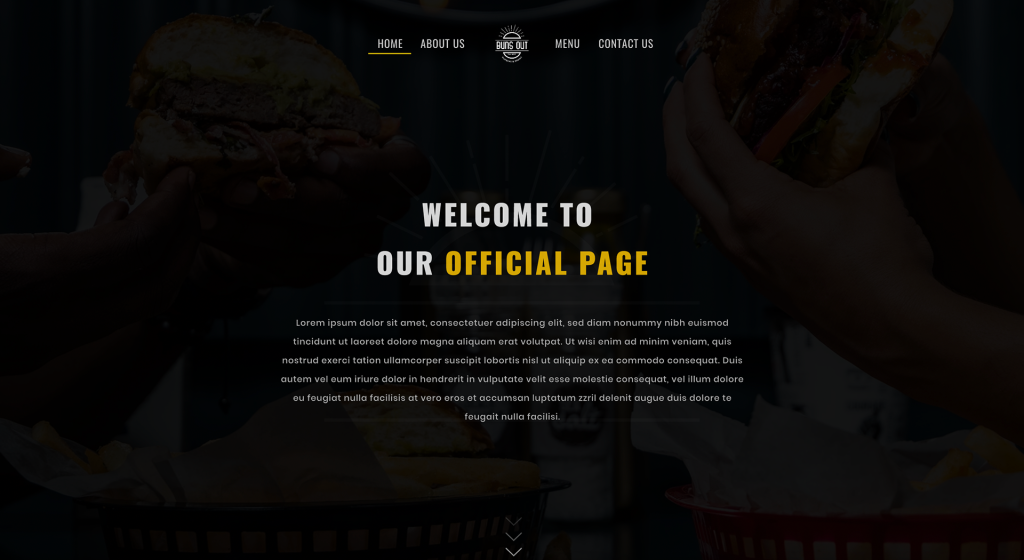 HOME ABOUT US BUNS OUT MENU CONTACT US
WELCOME TO
OUR OFFICIAL PAGE
Lorem ipsum dolor sit amet, consectetuer adipiscing elit, sed diam nonummy nibh euismod
tincidunt ut laoreet dolore magna aliquam erat volutpat. Ut wisi enim ad minim veniam, quis
nostrud exerci tation ullamcorper suscipit lobortis nisl ut aliquip ex ea commodo consequat. Duis
autem vel eum iriure dolor in hendrerit in vulputate velit esse molestie consequat, vel illum dolore
eu feugiat nulla facilisis at vero eros et accumsan luptatum zzril delenit augue duis dolore te
feugait nulla facilisi.